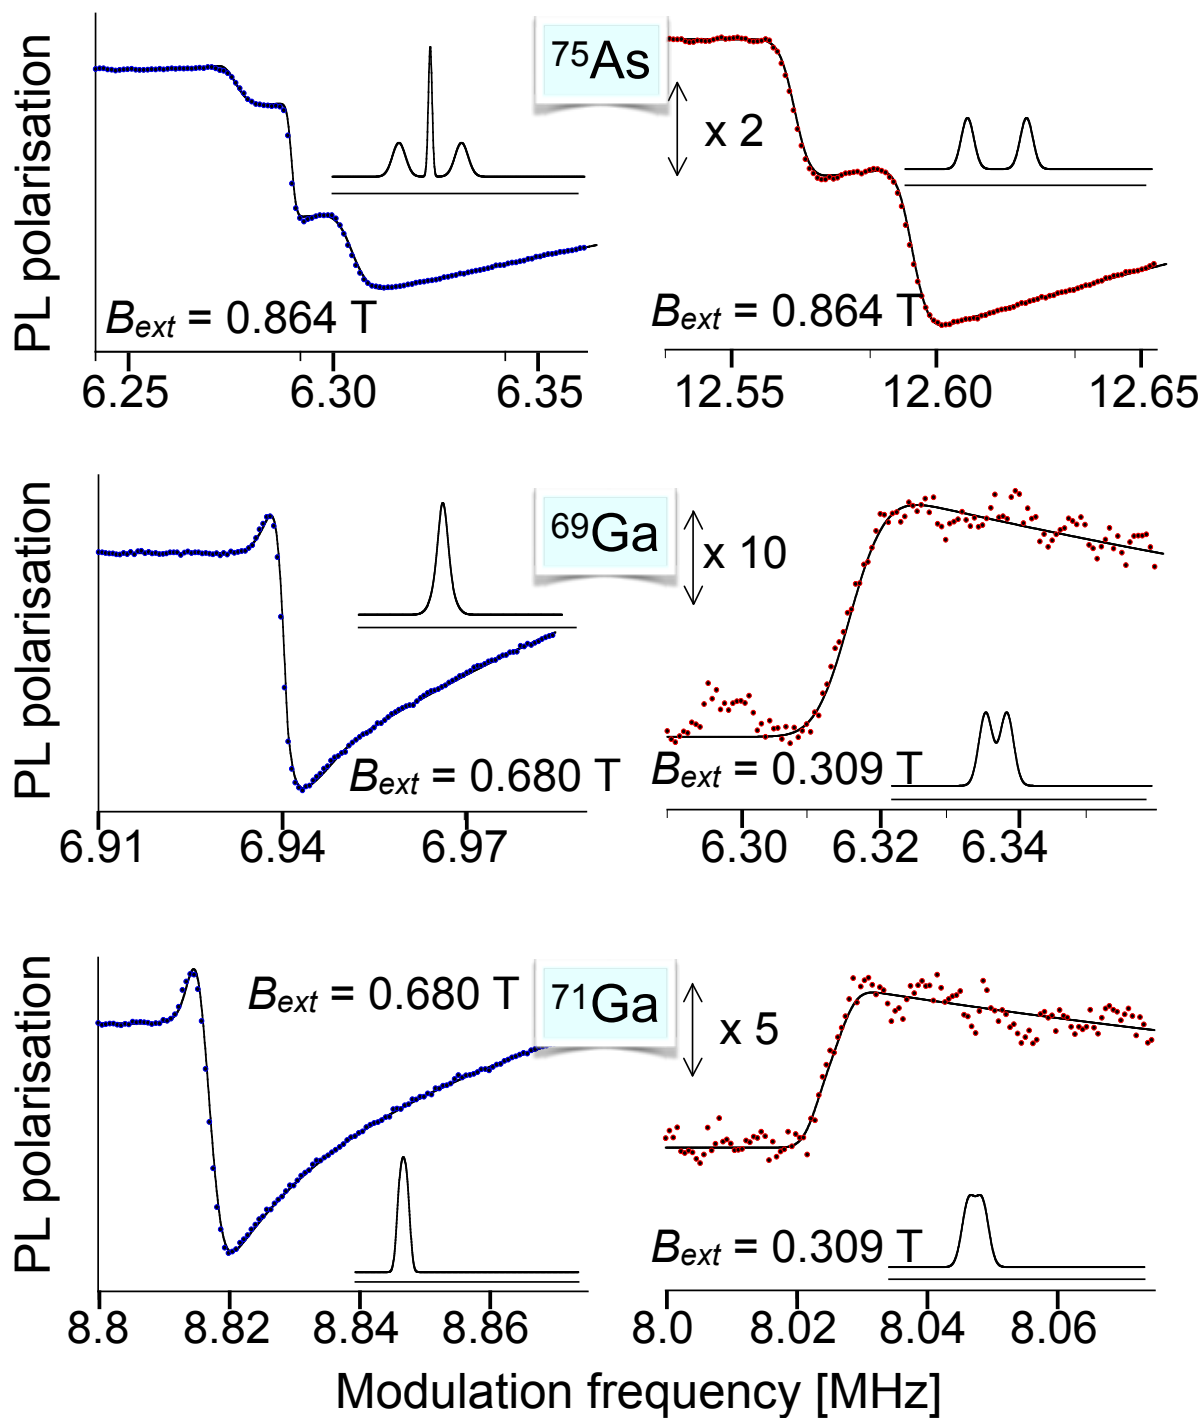 PL polarisation
75As
x 2
Bext = 0.864 T
Bext = 0.864 T
6.25 6.30 6.35
12.55 12.60 12.65
PL polarisation
69Ga
x 10
Bext = 0.680 T
Bext = 0.309 T
6.91 6.94 6.97
6.30 6.32 6.34
PL polarisation
Bext = 0.680 T
71Ga
x 5
Bext = 0.309 T
8.8 8.82 8.84 8.86
8.0 8.02 8.04 8.06
Modulation frequency [MHz]